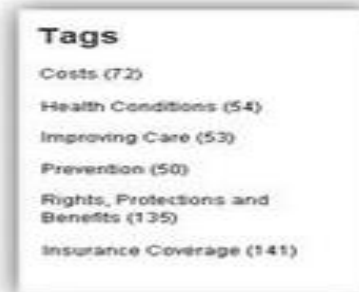 Tags
Costs (72)
Health Conditions (54)
Improving Care (53)
Prevention (50)
Rights, Protections and
Benefits (135)
Insurance Coverage (141)